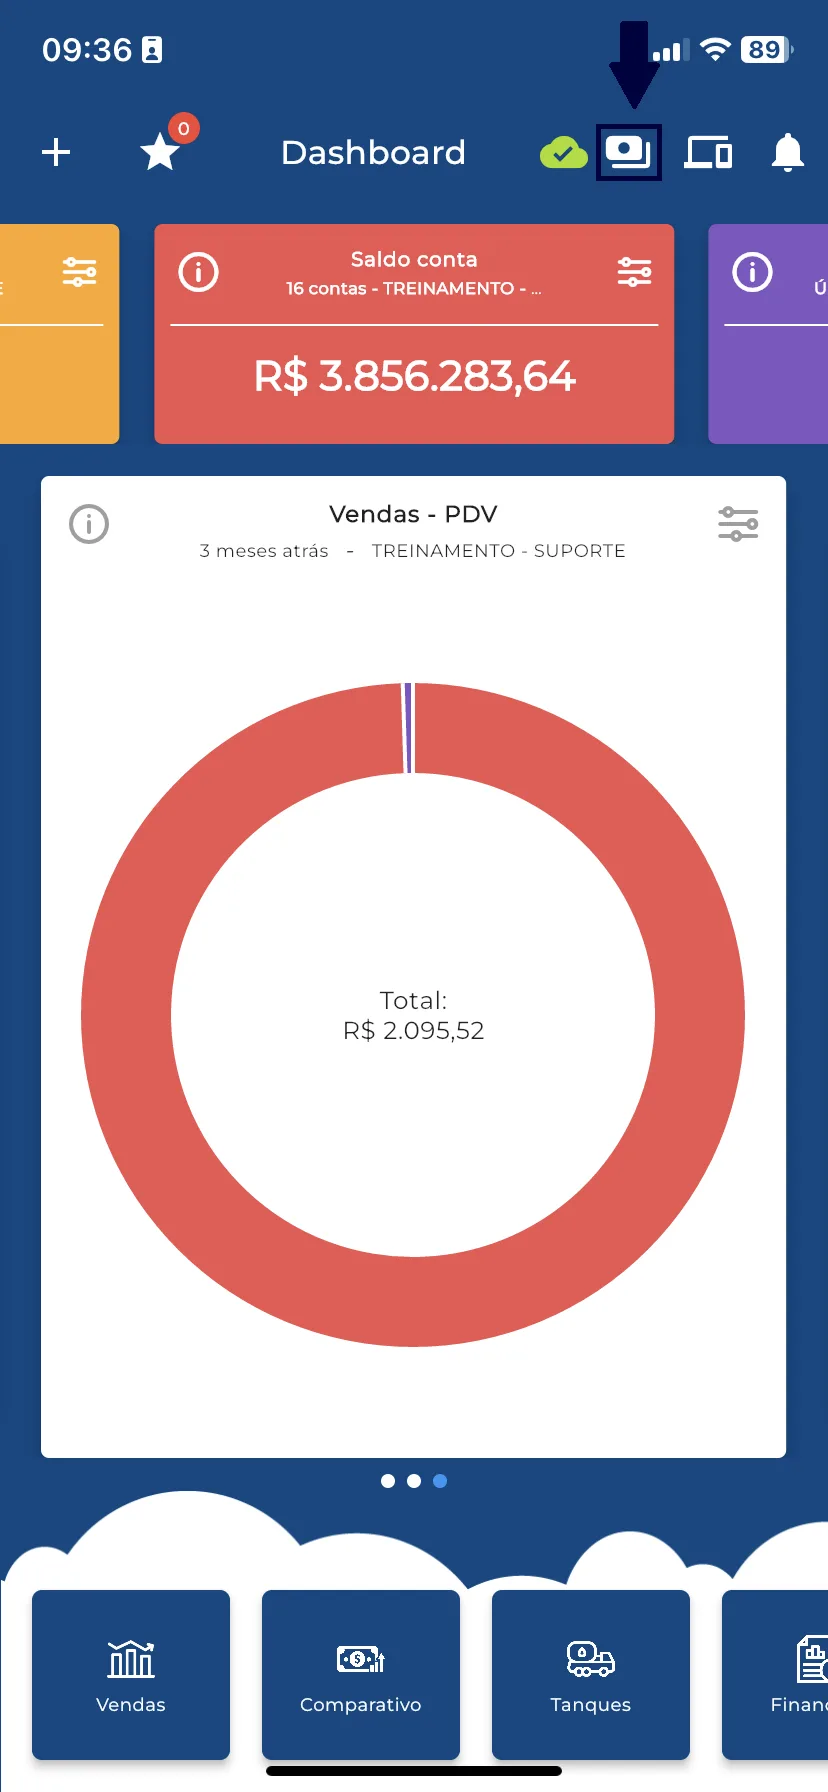 09:36
89
0
Dashboard
Saldo conta
16 contas - TREINAMENTO - ...
R$ 3.856.283,64
Vendas - PDV
3 meses atrás - TREINAMENTO - SUPORTE
Total:
R$ 2.095,52
Vendas
Comparativo
Tanques